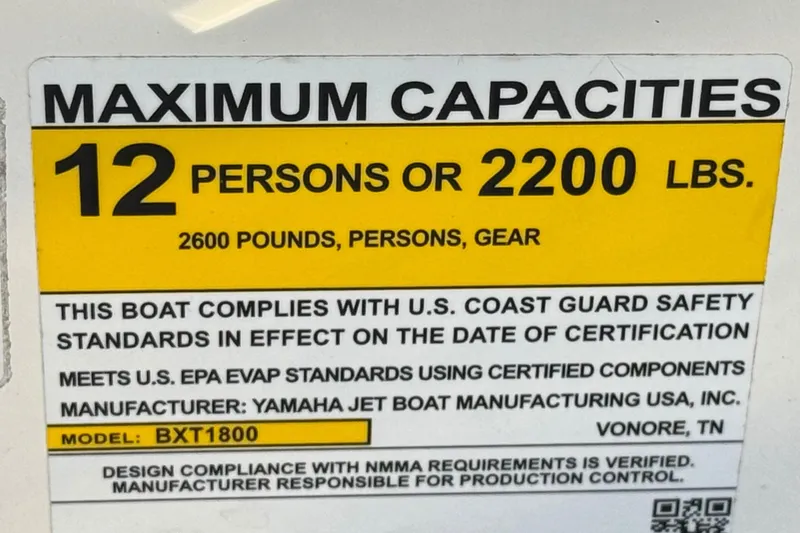 MAXIMUM CAPACITIES
12 PERSONS OR 2200 LBS.
2600 POUNDS, PERSONS, GEAR
THIS BOAT COMPLIES WITH U.S. COAST GUARD SAFETY
STANDARDS IN EFFECT ON THE DATE OF CERTIFICATION
MEETS U.S. EPA EVAP STANDARDS USING CERTIFIED COMPONENTS
MANUFACTURER: YAMAHA JET BOAT MANUFACTURING USA, INC.
MODEL: BXT1800 VONORE, TN
DESIGN COMPLIANCE WITH NMMA REQUIREMENTS IS VERIFIED.
MANUFACTURER RESPONSIBLE FOR PRODUCTION CONTROL.